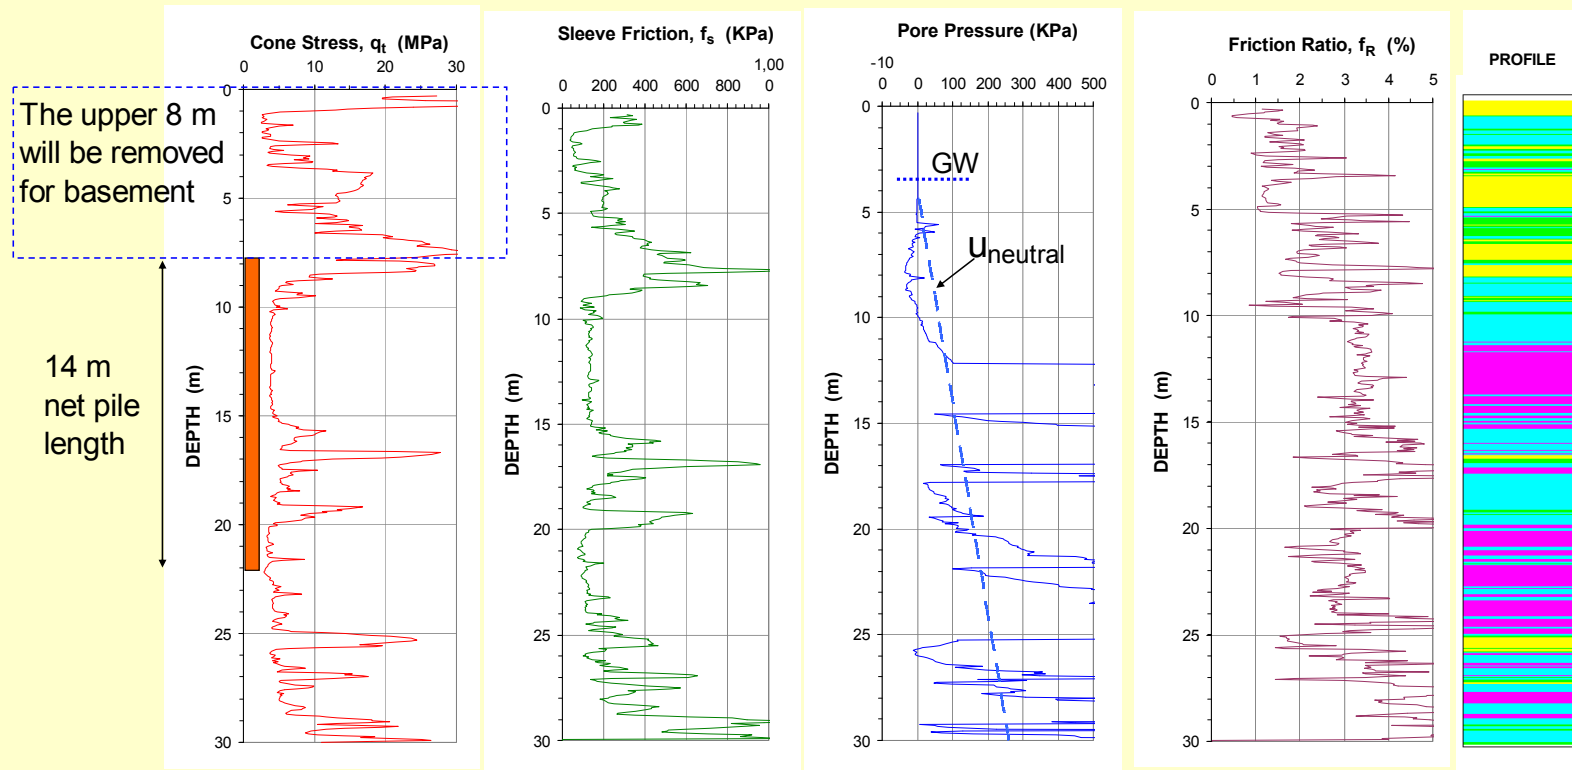 Cone Stress, qt (MPa)
0 10 20 30
0
5
10
15
20
25
30
DEPTH (m)
The upper 8 m
will be removed
for basement
14 m
net pile
length
Sleeve Friction, fs (KPa)
1,00
0 200 400 600 800 0
0
5
10
15
20
25
30
DEPTH (m)
Pore Pressure (KPa)
-10
0 0 100 200 300 400 500
0
5
10
15
20
25
30
DEPTH (m)
GW
uneutral
Friction Ratio, fR (%)
0 1 2 3 4 5
0
5
10
15
20
25
30
DEPTH (m)
PROFILE